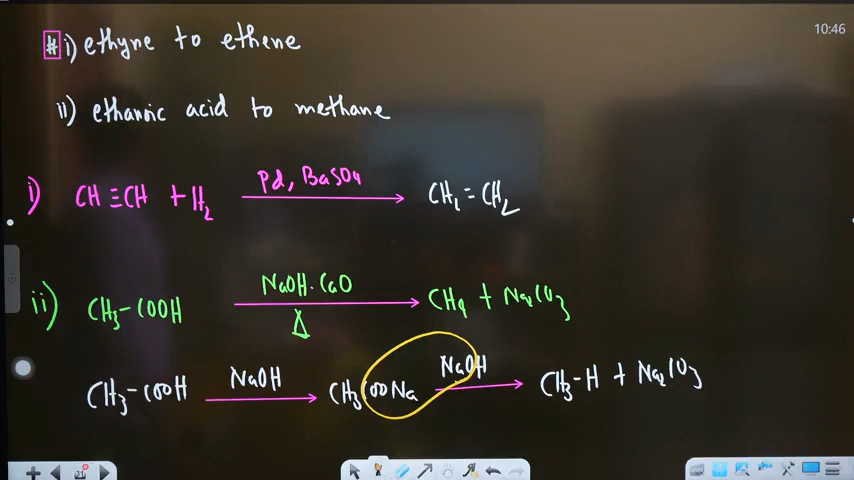 10:46
# i) ethyne to ethene
ii) ethanoic acid to methane
i) CH≡CH + H2 Pd, BaSO4 CH2=CH2
ii) CH3-COOH NaOH·CaO Δ CH4 + Na2CO3
CH3-COOH NaOH CH3COONa NaOH CH3-H + Na2CO3
31